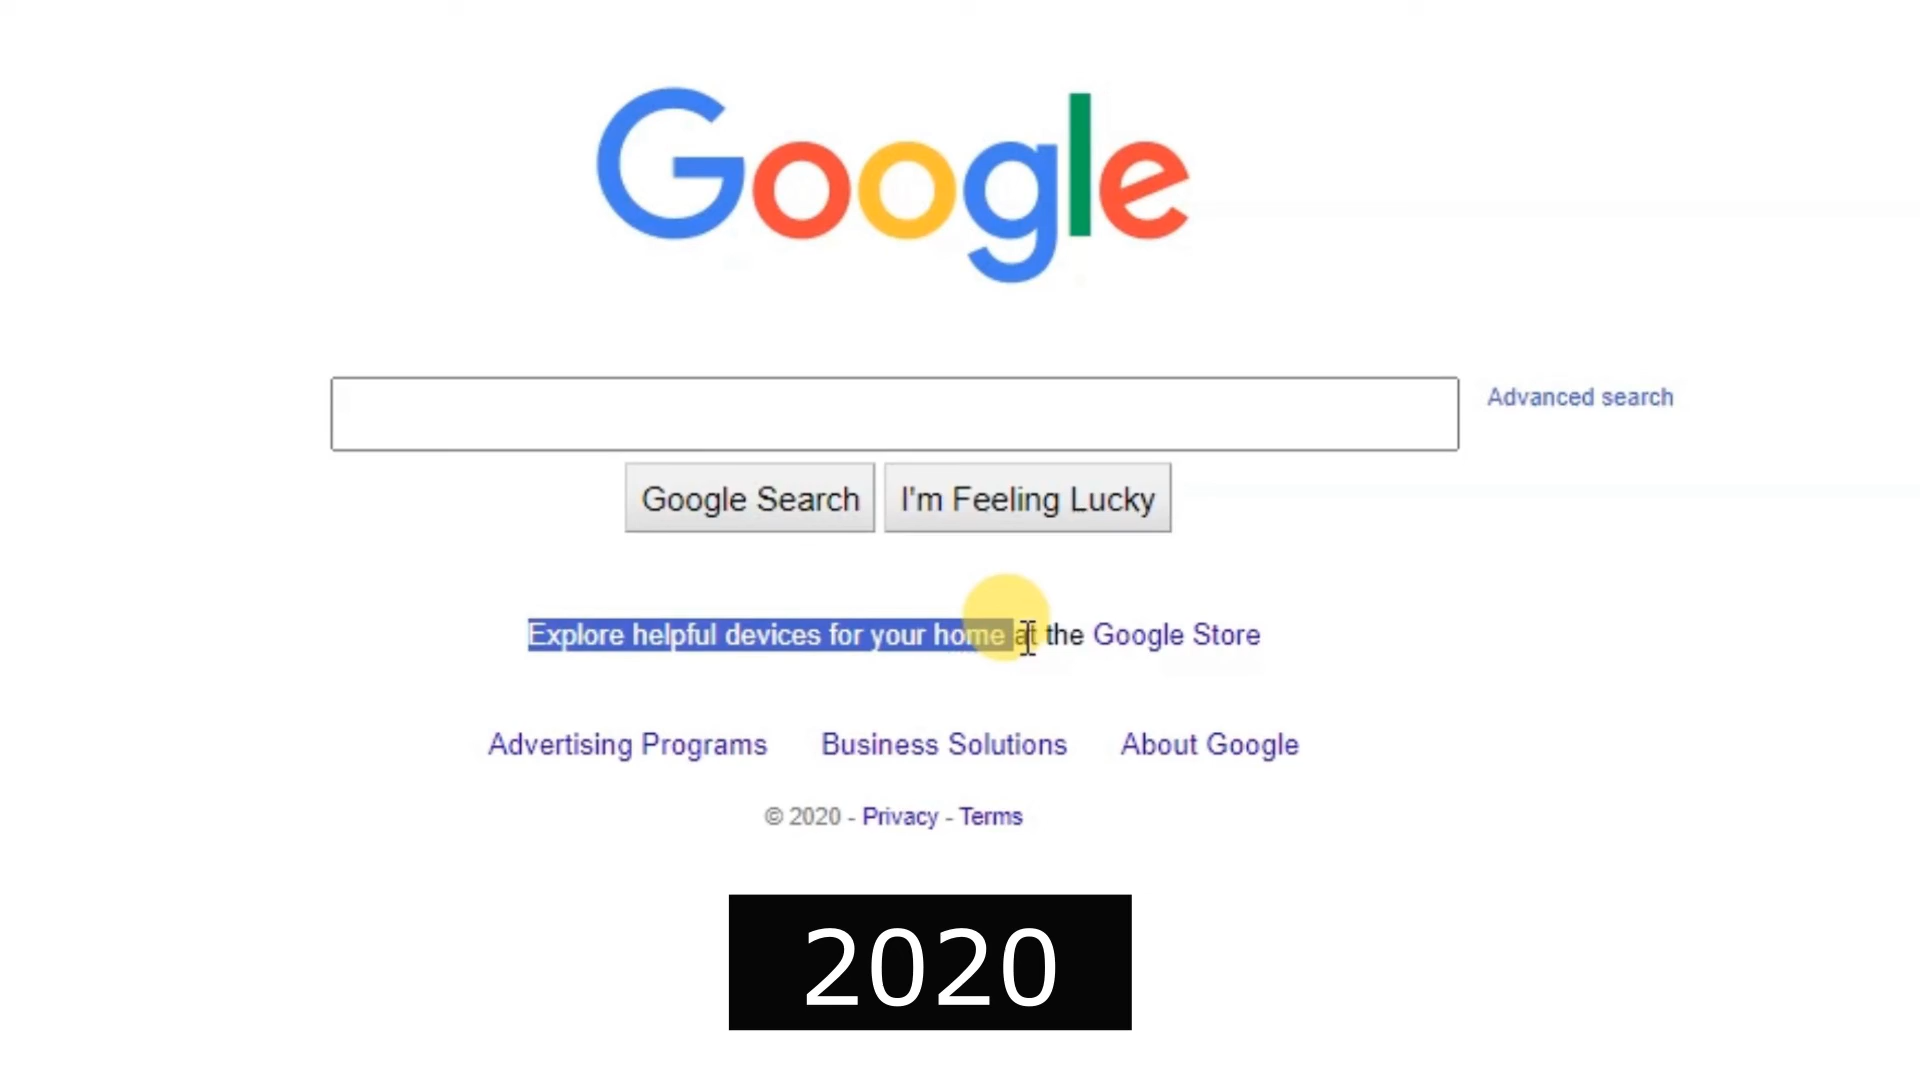 Google
Advanced search
Google Search I'm Feeling Lucky
Explore helpful devices for your home at the Google Store
Advertising Programs Business Solutions About Google
© 2020 - Privacy - Terms
2020